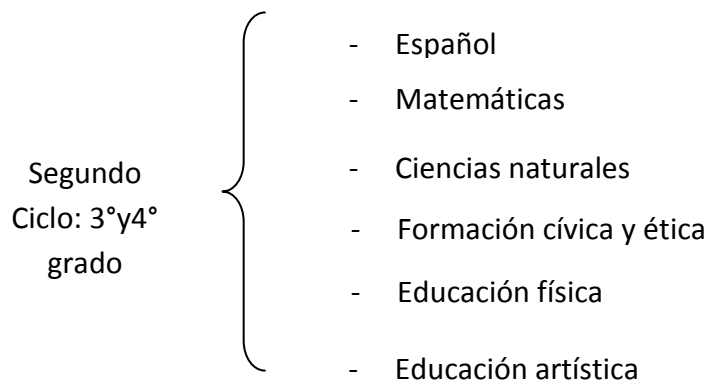 Segundo
Ciclo: 3°y4°
grado
- Español
- Matemáticas
- Ciencias naturales
- Formación cívica y ética
- Educación física
- Educación artística